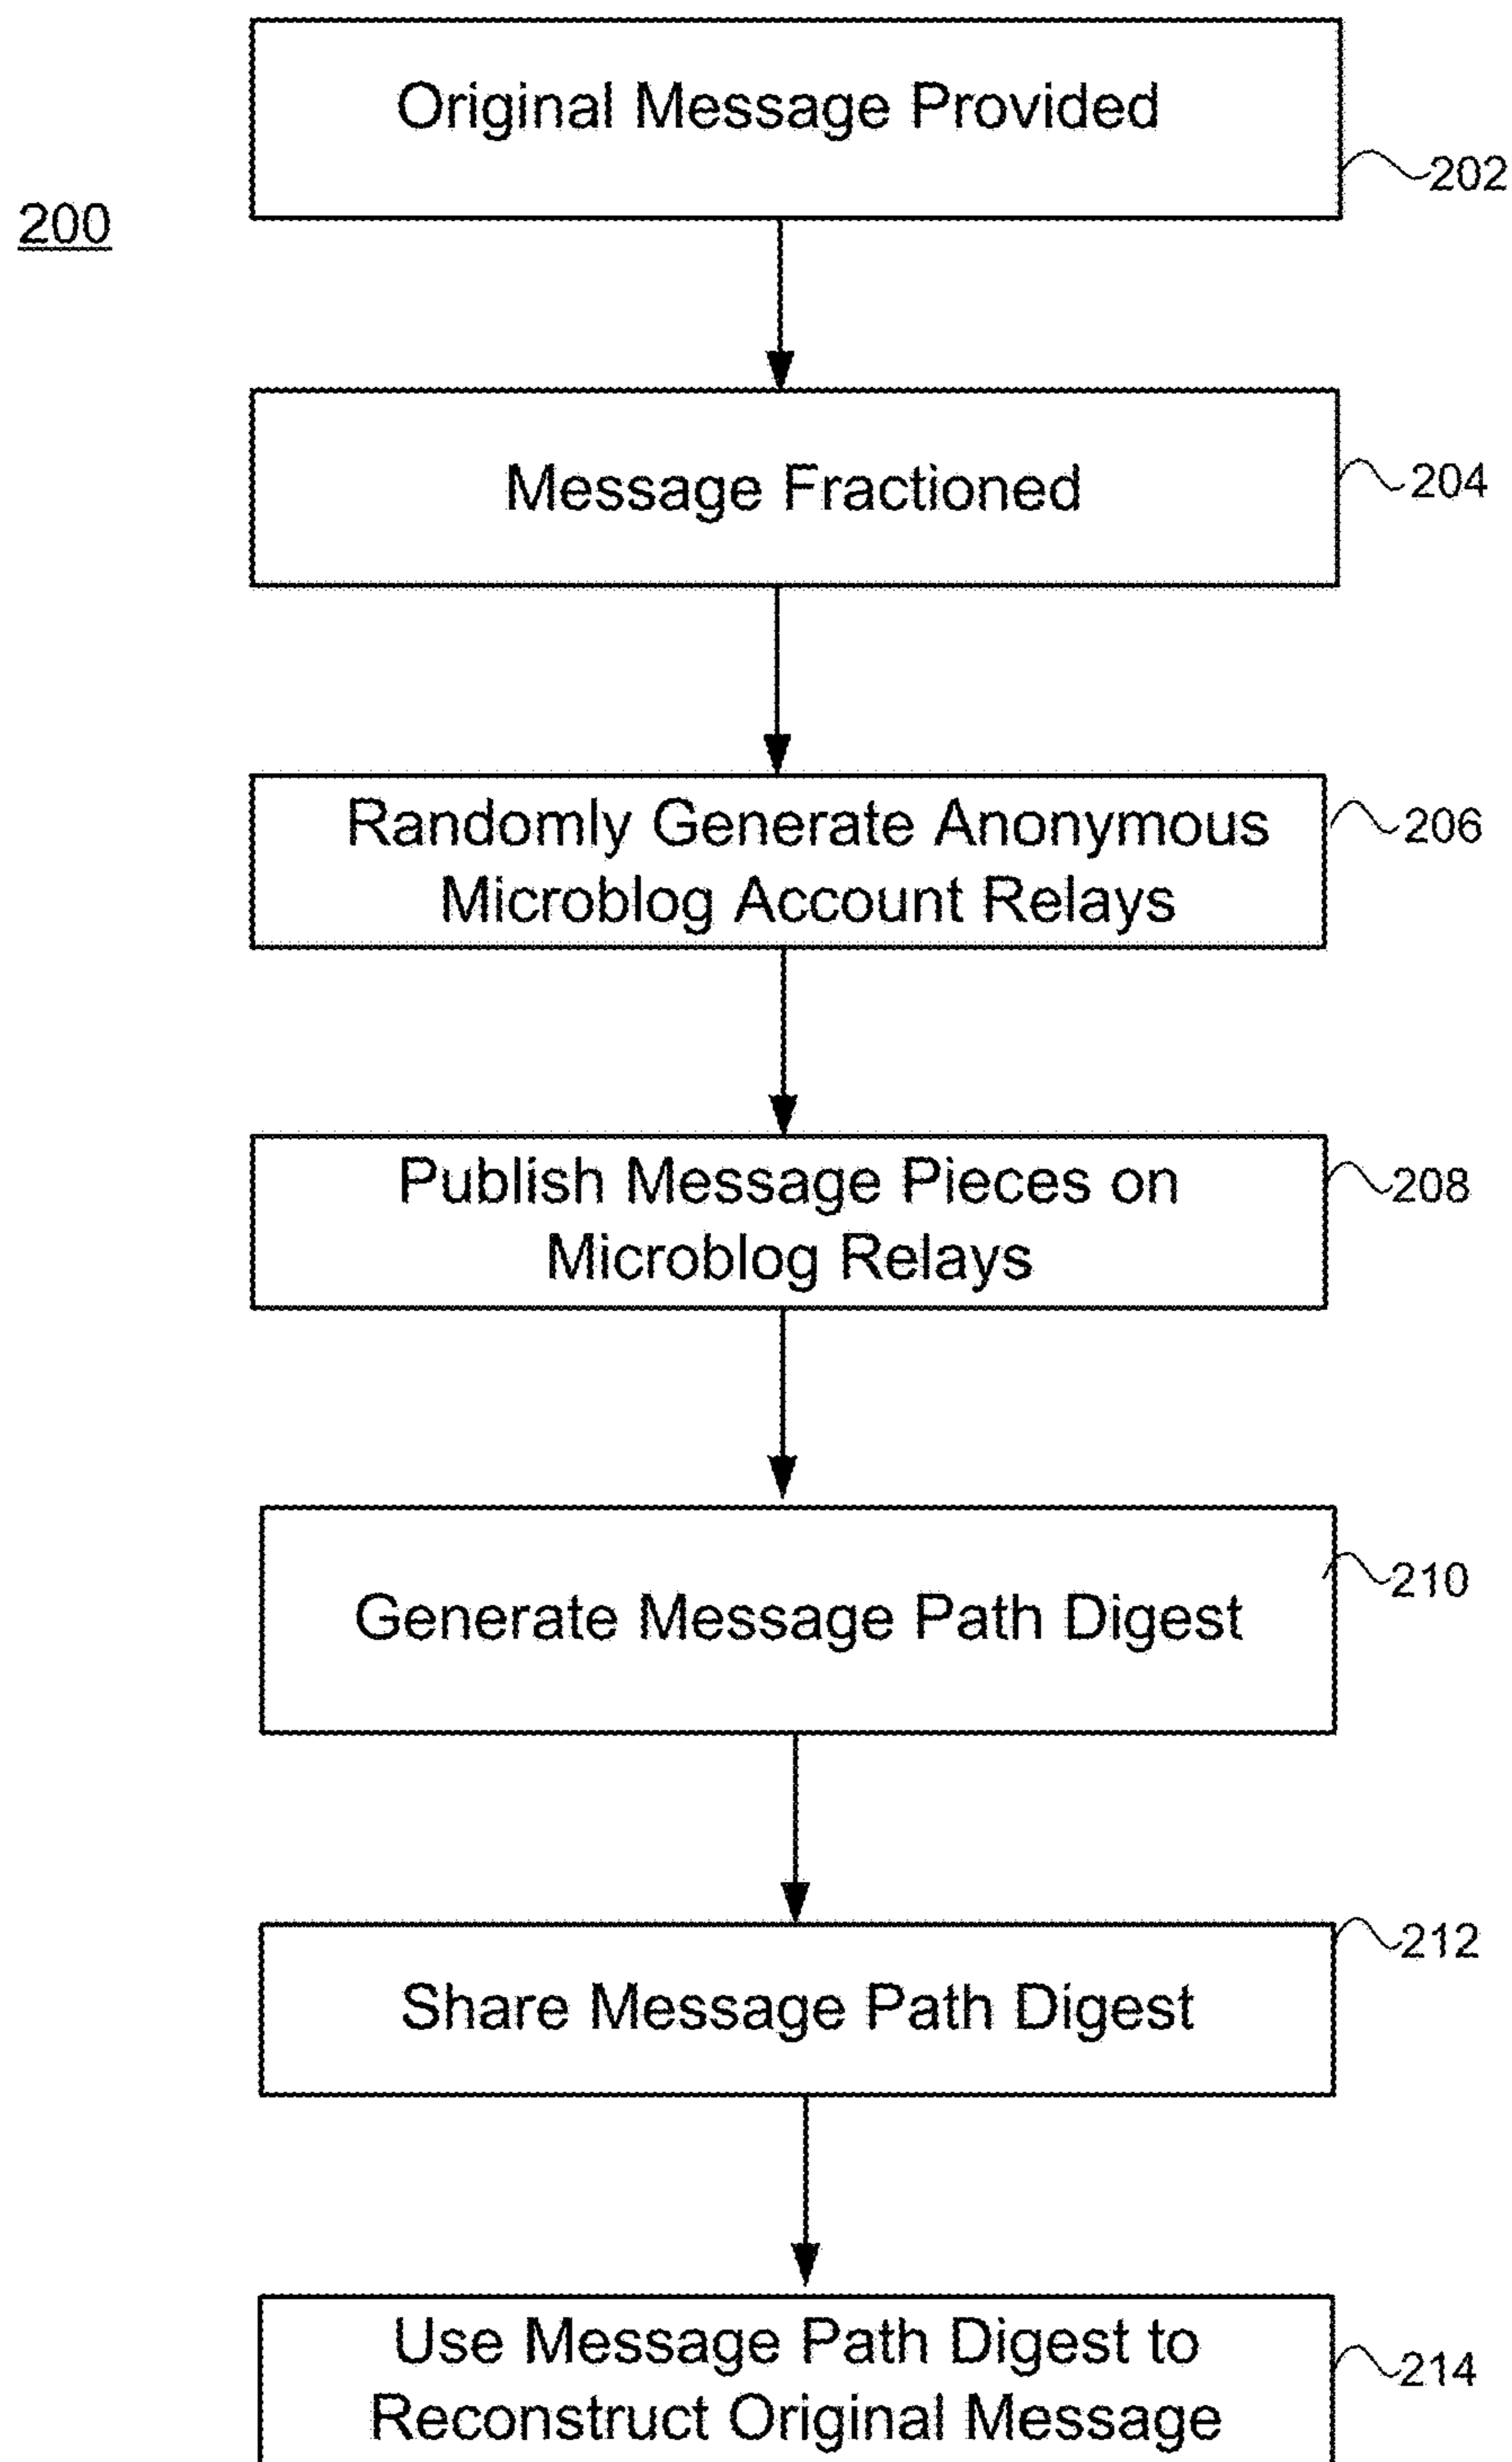 Original Message Provided
202
200
Message Fractioned
204
Randomly Generate Anonymous
Microblog Account Relays
206
Publish Message Pieces on
Microblog Relays
208
Generate Message Path Digest
210
Share Message Path Digest
212
Use Message Path Digest to
Reconstruct Original Message
214